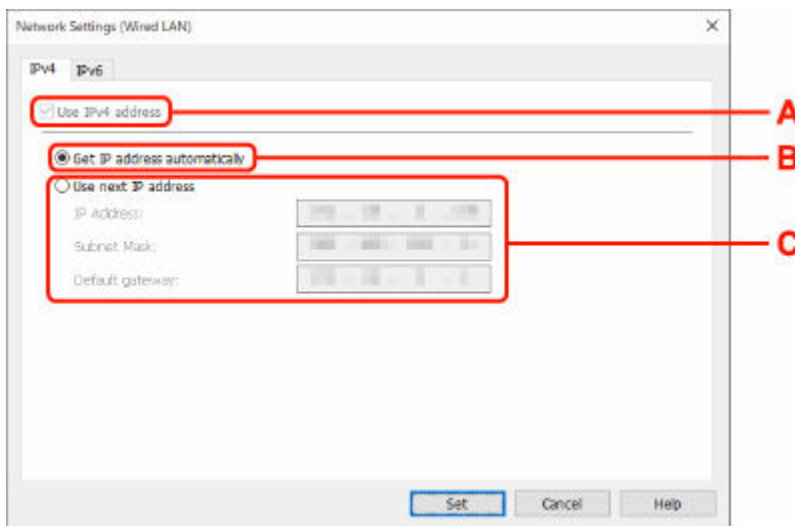 Network Settings (Wired LAN)
IPv4 IPv6
Use IPv4 address
A
Get IP address automatically
B
Use next IP address
IP Address:
Subnet Mask:
C
Default gateway:
Set Cancel Help